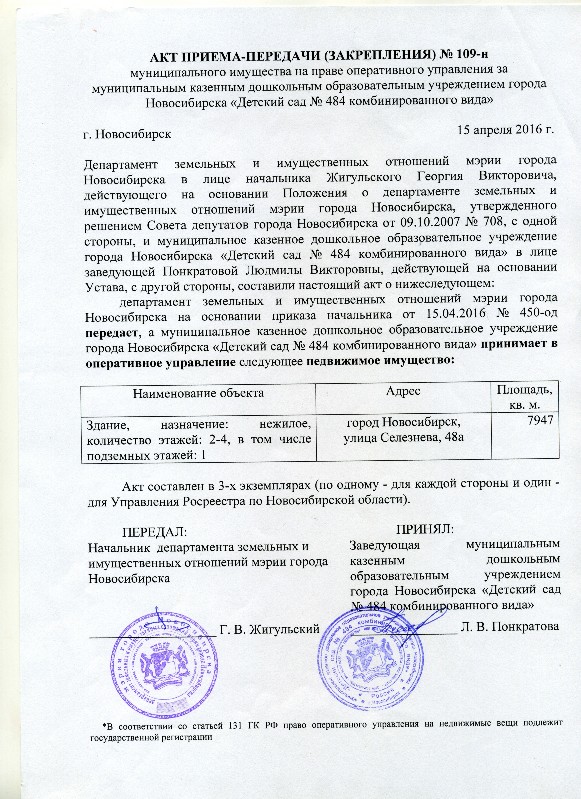 АКТ ПРИЕМА-ПЕРЕДАЧИ (ЗАКРЕПЛЕНИЯ) № 109-н
муниципального имущества на праве оперативного управления за
муниципальным казенным дошкольным образовательным учреждением города
Новосибирска «Детский сад № 484 комбинированного вида»
г. Новосибирск 15 апреля 2016 г.
Департамент земельных и имущественных отношений мэрии города
Новосибирска в лице начальника Жигульского Георгия Викторовича,
действующего на основании Положения о департаменте земельных и
имущественных отношений мэрии города Новосибирска, утвержденного
решением Совета депутатов города Новосибирска от 09.10.2007 № 708, с одной
стороны, и муниципальное казенное дошкольное образовательное учреждение
города Новосибирска «Детский сад № 484 комбинированного вида» в лице
заведующей Понкратовой Людмилы Викторовны, действующей на основании
Устава, с другой стороны, составили настоящий акт о нижеследующем:
департамент земельных и имущественных отношений мэрии города
Новосибирска на основании приказа начальника от 15.04.2016 № 450-од
передает, а муниципальное казенное дошкольное образовательное учреждение
города Новосибирска «Детский сад № 484 комбинированного вида» принимает в
оперативное управление следующее недвижимое имущество:
Наименование объекта Адрес Площадь,
кв. м.
Здание, назначение: нежилое, город Новосибирск, 7947
количество этажей: 2-4, в том числе улица Селезнева, 48а
подземных этажей: 1
Акт составлен в 3-х экземплярах (по одному - для каждой стороны и один -
для Управления Росреестра по Новосибирской области).
ПЕРЕДАЛ: ПРИНЯЛ:
Начальник департамента земельных и Заведующая муниципальным
имущественных отношений мэрии города казенным дошкольным
Новосибирска образовательным учреждением
города Новосибирска «Детский сад
№ 484 комбинированного вида»
Г. В. Жигульский Л. В. Понкратова
*В соответствии со статьей 131 ГК РФ право оперативного управления на недвижимые вещи подлежит
государственной регистрации